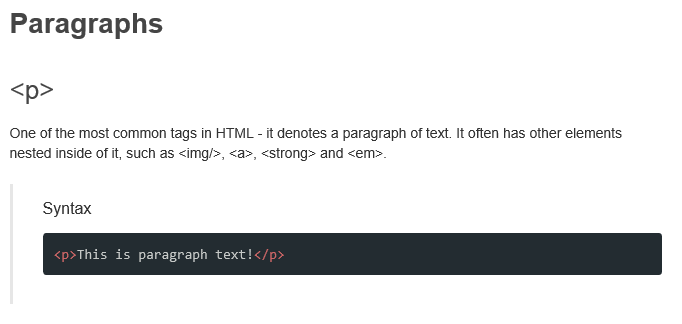 Paragraphs
<p>
One of the most common tags in HTML - it denotes a paragraph of text. It often has other elements
nested inside of it, such as <img/>, <a>, <strong> and <em>.
Syntax
<p>This is paragraph text!</p>